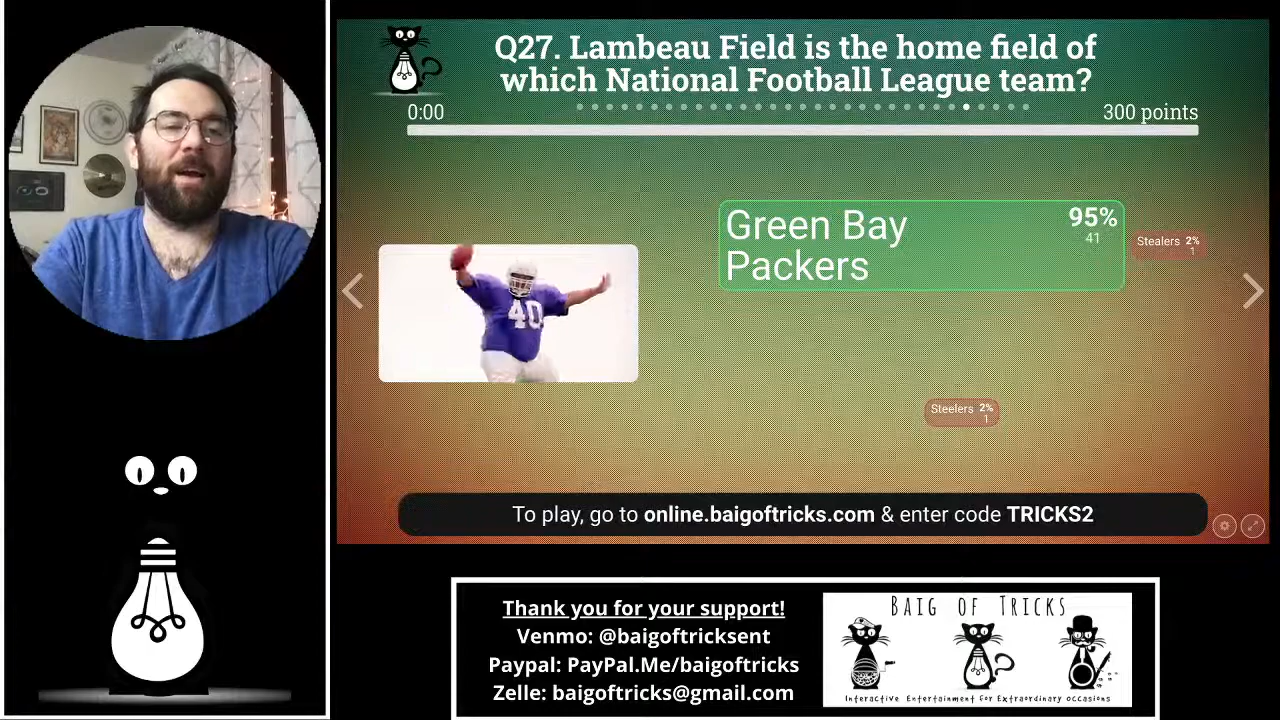 Q27. Lambeau Field is the home field of
which National Football League team?
0:00
300 points
Green Bay
Packers
95%
41
Stealers 2%
1
40
Steelers 2%
1
To play, go to online.baigoftricks.com & enter code TRICKS2
Thank you for your support!
Venmo: @baigoftricksent
Paypal: PayPal.Me/baigoftricks
Zelle: baigoftricks@gmail.com
BAIG OF TRICKS
Interactive Entertainment for Extraordinary Occasions